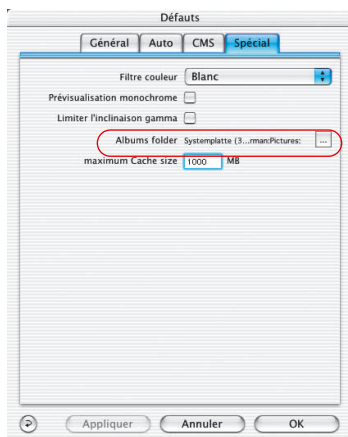 Défauts
Général Auto CMS Spécial
Filtre couleur Blanc
Prévisualisation monochrome
Limiter l'inclinaison gamma
Albums folder Systemplatte (3...rman:Pictures: ...
maximum Cache size 1000 MB
Appliquer Annuler OK